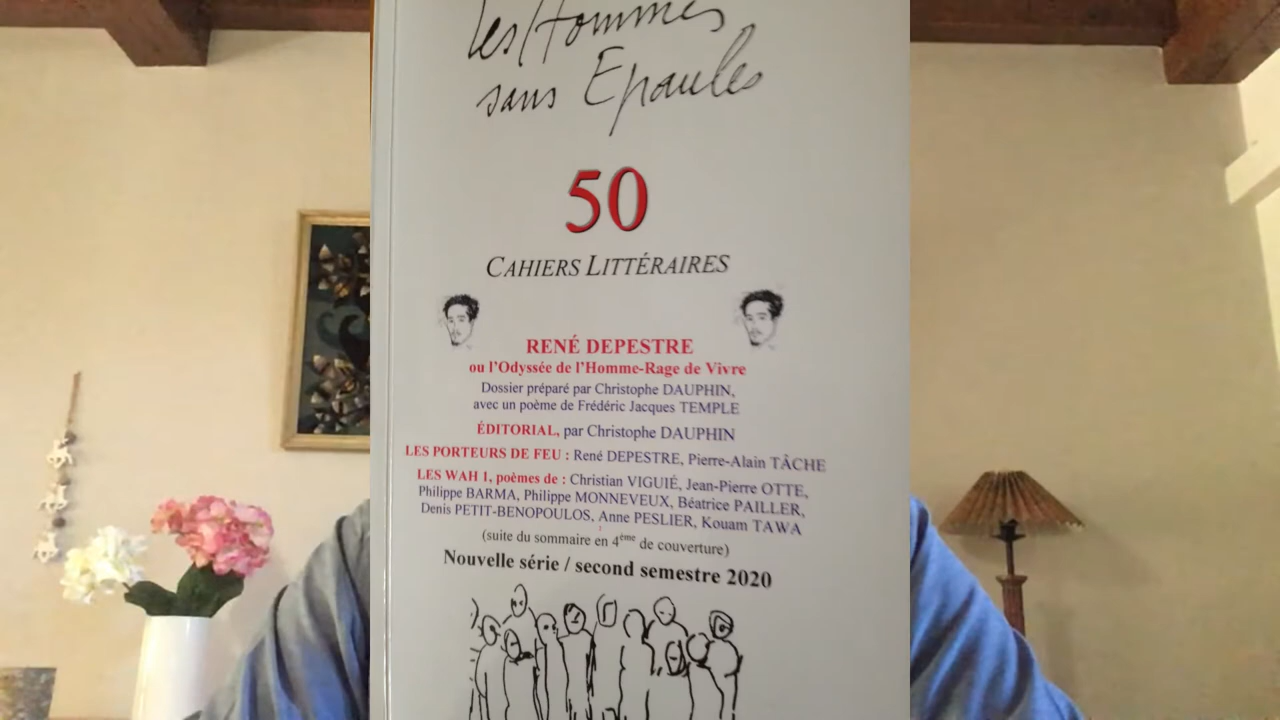 Les Hommes
sans Epaules
50
CAHIERS LITTÉRAIRES
RENÉ DEPESTRE
ou l'Odyssée de l'Homme-Rage de Vivre
Dossier préparé par Christophe DAUPHIN,
avec un poème de Frédéric Jacques TEMPLE
ÉDITORIAL, par Christophe DAUPHIN
LES PORTEURS DE FEU : René DEPESTRE, Pierre-Alain TÂCHE
LES WAH 1, poèmes de : Christian VIGUIÉ, Jean-Pierre OTTE,
Philippe BARMA, Philippe MONNEVEUX, Béatrice PAILLER,
Denis PETIT-BENOPOULOS, Anne PESLIER, Kouam TAWA
(suite du sommaire en 4ème de couverture)
Nouvelle série / second semestre 2020